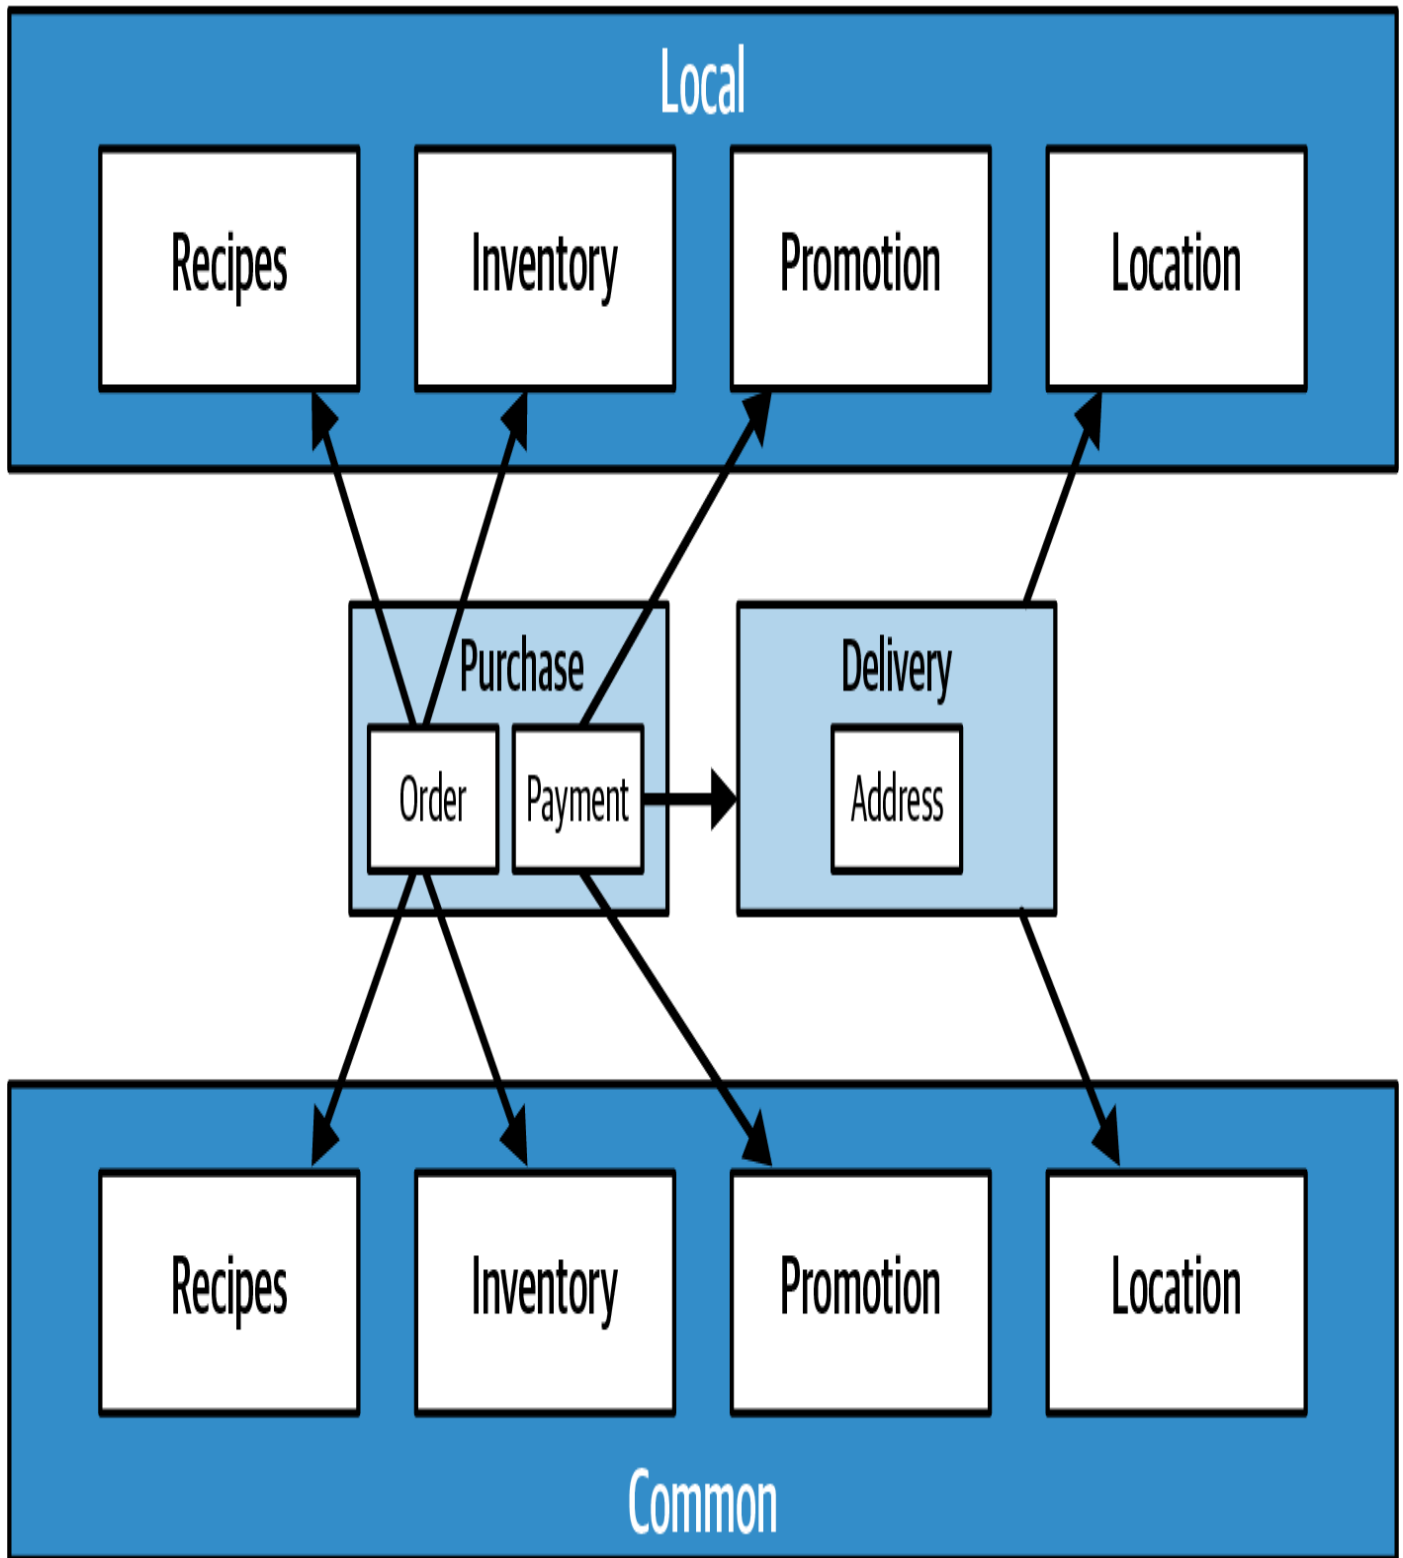 Local
Recipes
Inventory
Promotion
Location
Purchase
Delivery
Order
Payment
Address
Recipes
Inventory
Promotion
Location
Common